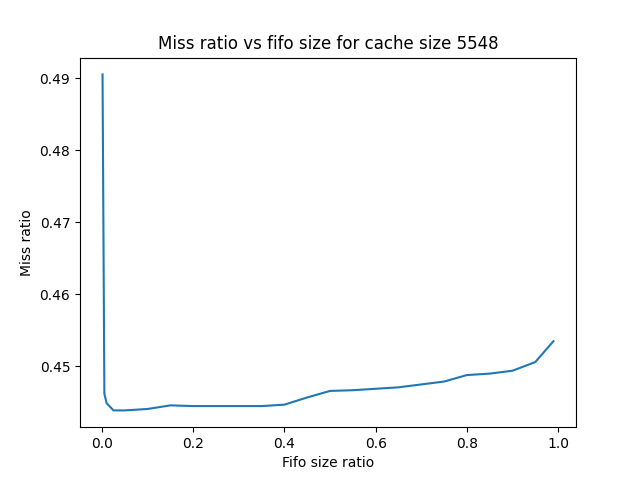 Miss ratio vs fifo size for cache size 5548
0.49
0.48
0.47
0.46
0.45
Miss ratio
0.0 0.2 0.4 0.6 0.8 1.0
Fifo size ratio